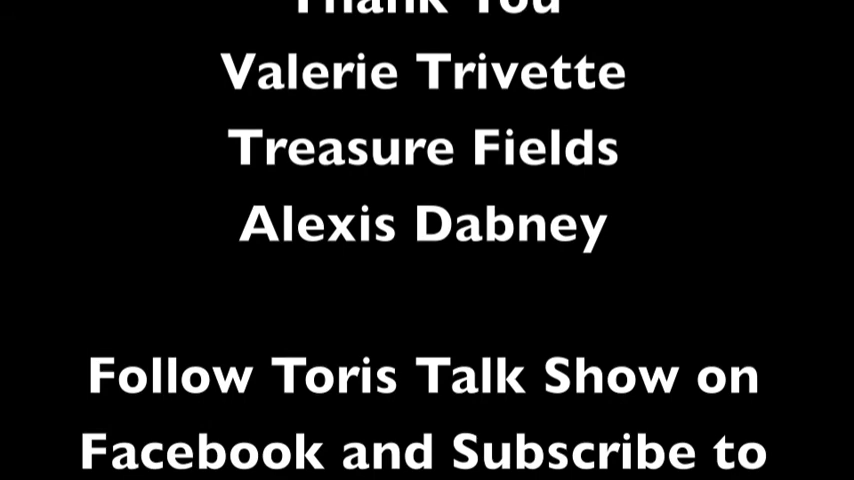 Thank You
Valerie Trivette
Treasure Fields
Alexis Dabney
Follow Toris Talk Show on
Facebook and Subscribe to